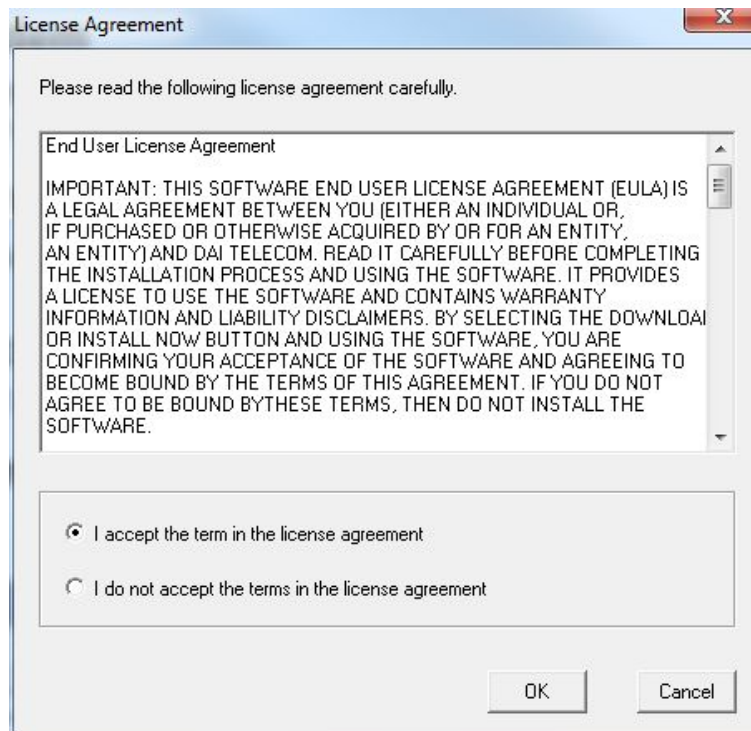 License Agreement
Please read the following license agreement carefully.
End User License Agreement
IMPORTANT: THIS SOFTWARE END USER LICENSE AGREEMENT (EULA) IS
A LEGAL AGREEMENT BETWEEN YOU (EITHER AN INDIVIDUAL OR,
IF PURCHASED OR OTHERWISE ACQUIRED BY OR FOR AN ENTITY,
AN ENTITY) AND DAI TELECOM. READ IT CAREFULLY BEFORE COMPLETING
THE INSTALLATION PROCESS AND USING THE SOFTWARE. IT PROVIDES
A LICENSE TO USE THE SOFTWARE AND CONTAINS WARRANTY
INFORMATION AND LIABILITY DISCLAIMERS. BY SELECTING THE DOWNLOA
OR INSTALL NOW BUTTON AND USING THE SOFTWARE, YOU ARE
CONFIRMING YOUR ACCEPTANCE OF THE SOFTWARE AND AGREEING TO
BECOME BOUND BY THE TERMS OF THIS AGREEMENT. IF YOU DO NOT
AGREE TO BE BOUND BYTHESE TERMS, THEN DO NOT INSTALL THE
SOFTWARE.
I accept the term in the license agreement
I do not accept the terms in the license agreement
OK Cancel